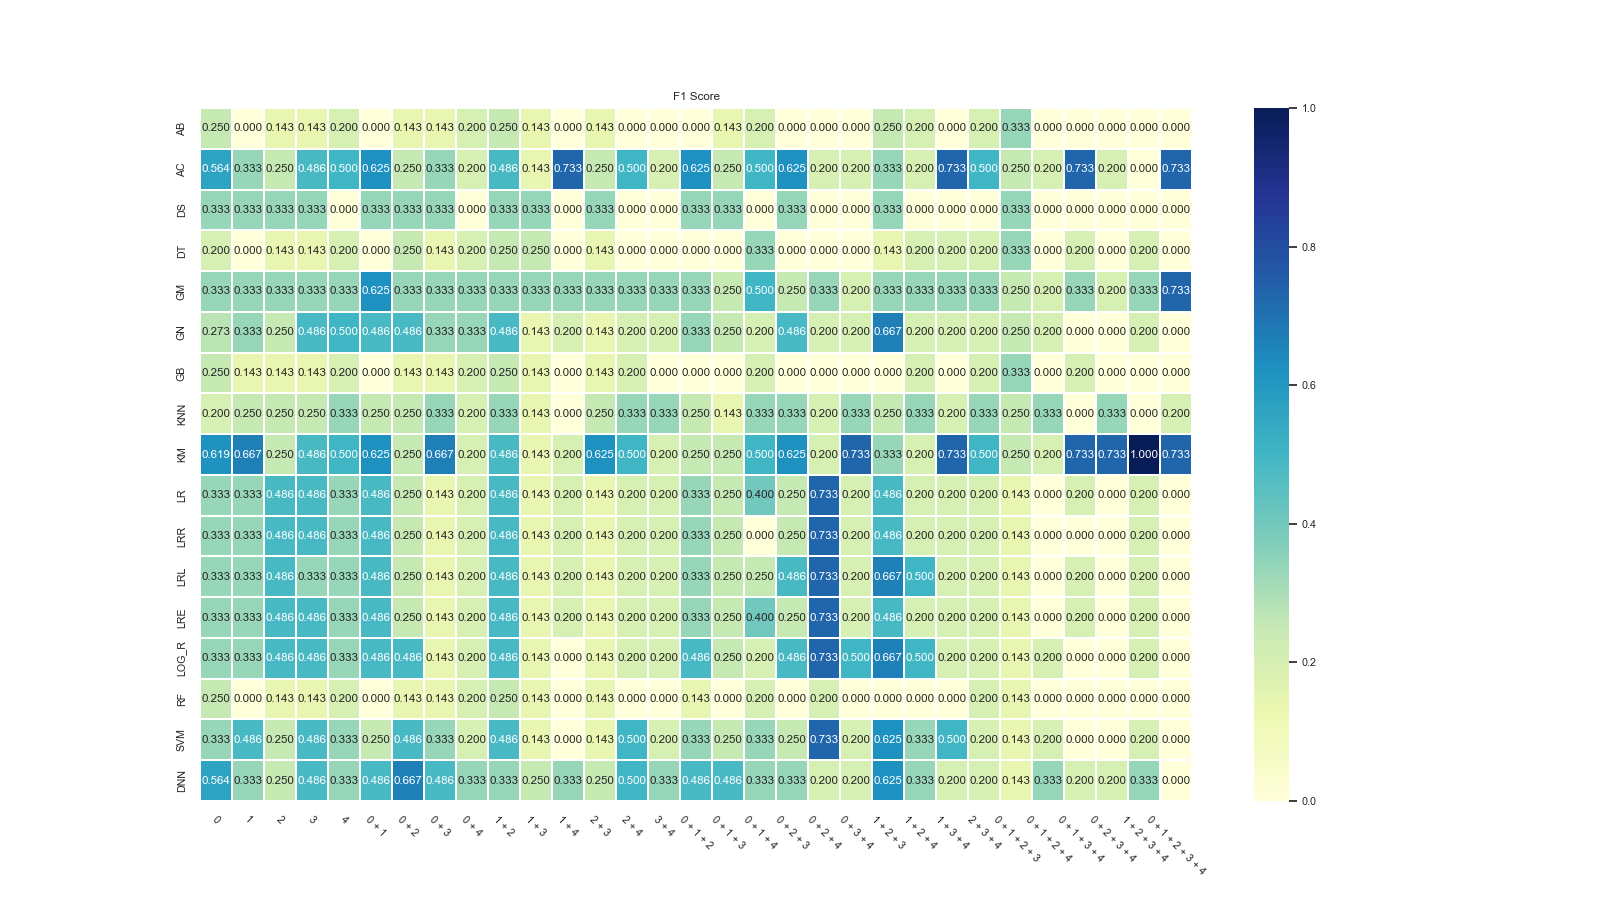 F1 Score
AB 0.250 0.000 0.143 0.143 0.200 0.000 0.143 0.143 0.200 0.250 0.143 0.000 0.143 0.000 0.000 0.000 0.143 0.200 0.000 0.000 0.000 0.250 0.200 0.000 0.200 0.333 0.000 0.000 0.000 0.000 0.000
AC 0.564 0.333 0.250 0.486 0.500 0.625 0.250 0.333 0.200 0.486 0.143 0.733 0.250 0.500 0.200 0.625 0.250 0.500 0.625 0.200 0.200 0.333 0.200 0.733 0.500 0.250 0.200 0.733 0.200 0.000 0.733
DS 0.333 0.333 0.333 0.333 0.000 0.333 0.333 0.333 0.000 0.333 0.333 0.000 0.333 0.000 0.000 0.333 0.333 0.000 0.333 0.000 0.000 0.333 0.000 0.000 0.000 0.333 0.000 0.000 0.000 0.000 0.000
DT 0.200 0.000 0.143 0.143 0.200 0.000 0.250 0.143 0.200 0.250 0.250 0.000 0.143 0.000 0.000 0.000 0.000 0.333 0.000 0.000 0.000 0.143 0.200 0.200 0.200 0.333 0.000 0.200 0.000 0.200 0.000
GM 0.333 0.333 0.333 0.333 0.333 0.625 0.333 0.333 0.333 0.333 0.333 0.333 0.333 0.333 0.333 0.333 0.250 0.500 0.250 0.333 0.200 0.333 0.333 0.333 0.333 0.250 0.200 0.333 0.200 0.333 0.733
GN 0.273 0.333 0.250 0.486 0.500 0.486 0.486 0.333 0.333 0.486 0.143 0.200 0.143 0.200 0.200 0.333 0.250 0.200 0.486 0.200 0.200 0.667 0.200 0.200 0.200 0.250 0.200 0.000 0.000 0.200 0.000
GB 0.250 0.143 0.143 0.143 0.200 0.000 0.143 0.143 0.200 0.250 0.143 0.000 0.143 0.200 0.000 0.000 0.000 0.200 0.000 0.000 0.000 0.000 0.200 0.000 0.200 0.333 0.000 0.200 0.000 0.000 0.000
KNN 0.200 0.250 0.250 0.250 0.333 0.250 0.250 0.333 0.200 0.333 0.143 0.000 0.250 0.333 0.333 0.250 0.143 0.333 0.333 0.200 0.333 0.250 0.333 0.200 0.333 0.250 0.333 0.000 0.333 0.000 0.200
KM 0.619 0.667 0.250 0.486 0.500 0.625 0.250 0.667 0.200 0.486 0.143 0.200 0.625 0.500 0.200 0.250 0.250 0.500 0.625 0.200 0.733 0.333 0.200 0.733 0.500 0.250 0.200 0.733 0.733 1.000 0.733
LR 0.333 0.333 0.486 0.486 0.333 0.486 0.250 0.143 0.200 0.486 0.143 0.200 0.143 0.200 0.200 0.333 0.250 0.400 0.250 0.733 0.200 0.486 0.200 0.200 0.200 0.143 0.000 0.200 0.000 0.200 0.000
LRR 0.333 0.333 0.486 0.486 0.333 0.486 0.250 0.143 0.200 0.486 0.143 0.200 0.143 0.200 0.200 0.333 0.250 0.000 0.250 0.733 0.200 0.486 0.200 0.200 0.200 0.143 0.000 0.000 0.000 0.200 0.000
LRL 0.333 0.333 0.486 0.333 0.333 0.486 0.250 0.143 0.200 0.486 0.143 0.200 0.143 0.200 0.200 0.333 0.250 0.250 0.486 0.733 0.200 0.667 0.500 0.200 0.200 0.143 0.000 0.200 0.000 0.200 0.000
LRE 0.333 0.333 0.486 0.486 0.333 0.486 0.250 0.143 0.200 0.486 0.143 0.200 0.143 0.200 0.200 0.333 0.250 0.400 0.250 0.733 0.200 0.486 0.200 0.200 0.200 0.143 0.000 0.200 0.000 0.200 0.000
LOG_R 0.333 0.333 0.486 0.486 0.333 0.486 0.486 0.143 0.200 0.486 0.143 0.000 0.143 0.200 0.200 0.486 0.250 0.200 0.486 0.733 0.500 0.667 0.500 0.200 0.200 0.143 0.200 0.000 0.000 0.200 0.000
RF 0.250 0.000 0.143 0.143 0.200 0.000 0.143 0.143 0.200 0.250 0.143 0.000 0.143 0.000 0.000 0.143 0.000 0.200 0.000 0.200 0.000 0.000 0.000 0.000 0.200 0.143 0.000 0.000 0.000 0.000 0.000
SVM 0.333 0.486 0.250 0.486 0.333 0.250 0.486 0.333 0.200 0.486 0.143 0.000 0.143 0.500 0.200 0.333 0.250 0.333 0.250 0.733 0.200 0.625 0.333 0.500 0.200 0.143 0.200 0.000 0.000 0.200 0.000
DNN 0.564 0.333 0.250 0.486 0.333 0.486 0.667 0.486 0.333 0.333 0.250 0.333 0.250 0.500 0.333 0.486 0.486 0.333 0.333 0.200 0.200 0.625 0.333 0.200 0.200 0.143 0.333 0.200 0.200 0.333 0.000
0
1
2
3
4
0 + 1
0 + 2
0 + 3
0 + 4
1 + 2
1 + 3
1 + 4
2 + 3
2 + 4
3 + 4
0 + 1 + 2
0 + 1 + 3
0 + 1 + 4
0 + 2 + 3
0 + 2 + 4
0 + 3 + 4
1 + 2 + 3
1 + 2 + 4
1 + 3 + 4
2 + 3 + 4
0 + 1 + 2 + 3
0 + 1 + 2 + 4
0 + 1 + 3 + 4
0 + 2 + 3 + 4
1 + 2 + 3 + 4
0 + 1 + 2 + 3 + 4
1.0
0.8
0.6
0.4
0.2
0.0